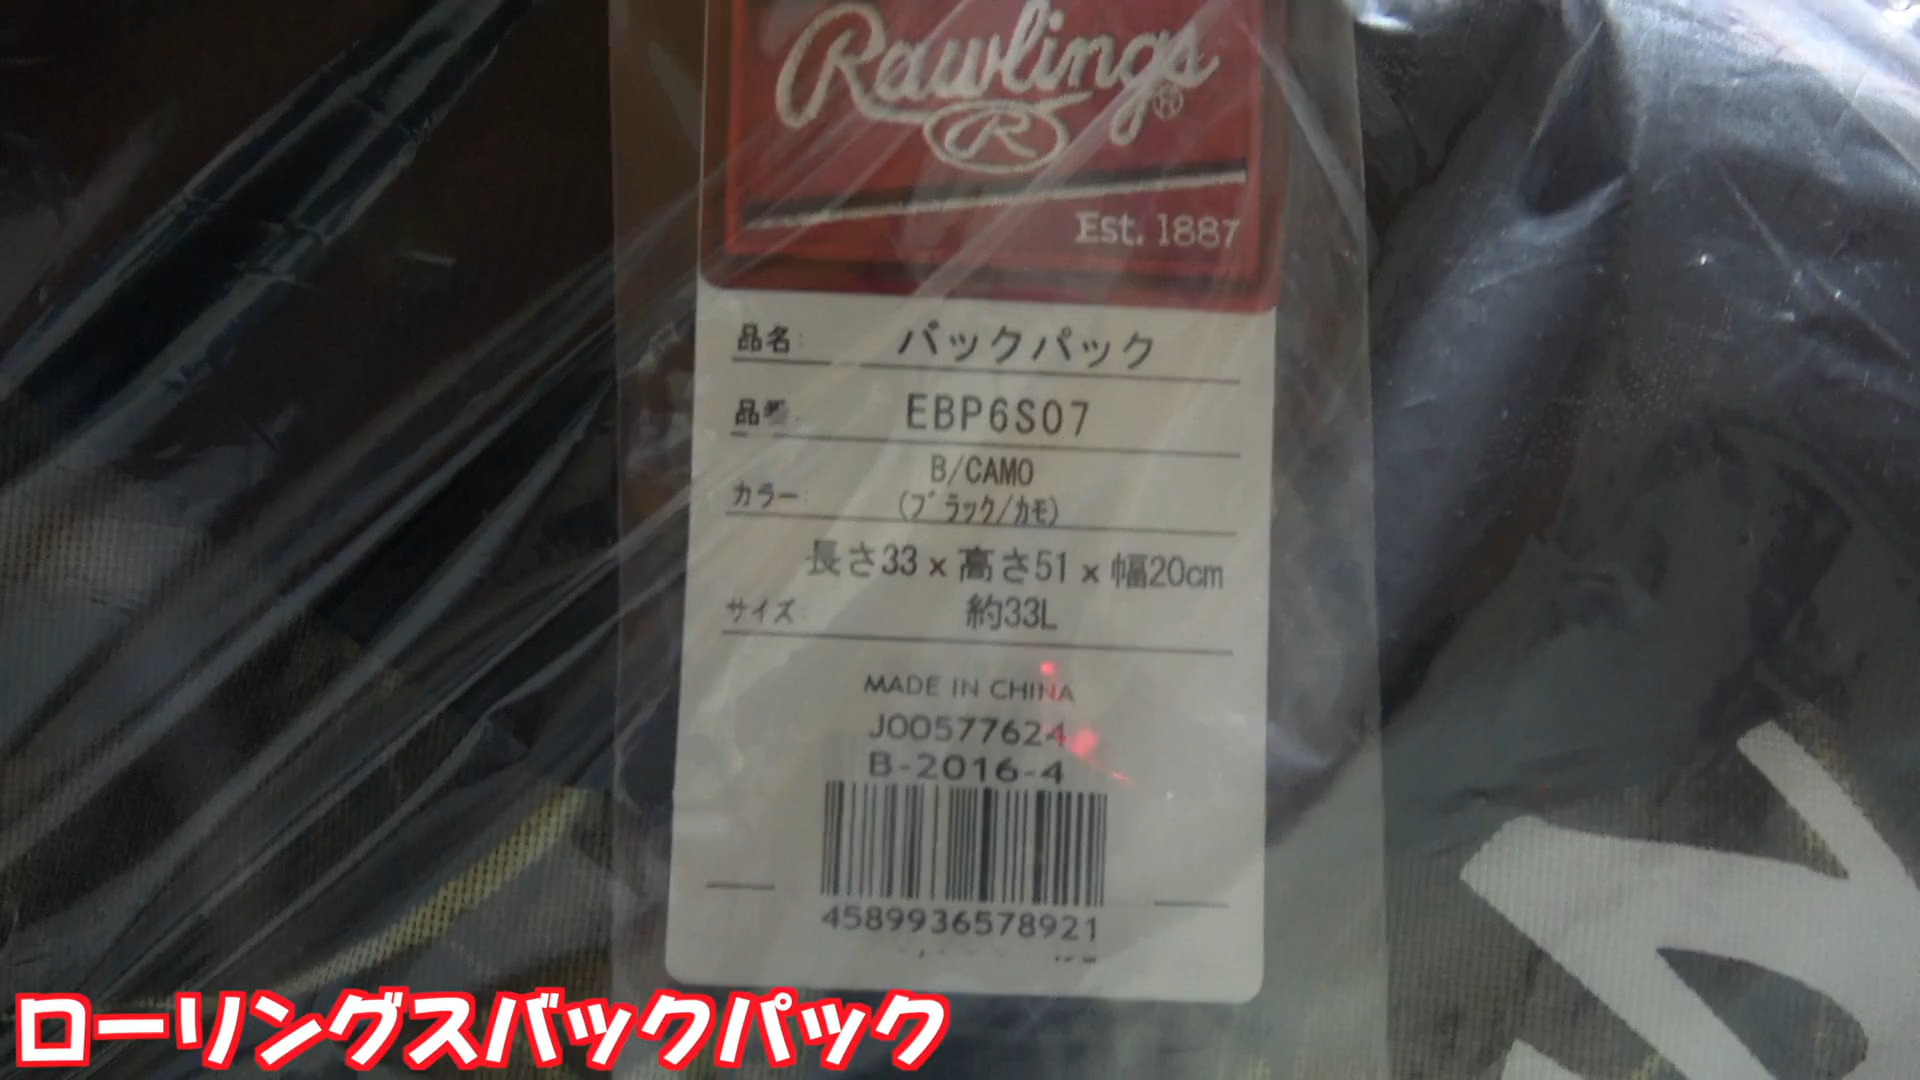 Rawlings®
R
Est. 1887
品名: バックパック
品番: EBP6S07
B/CAMO
カラー: (ブラック/カモ)
長さ33×高さ51×幅20cm
サイズ: 約33L
MADE IN CHINA
J00577624
B-2016-4
4589936578921
ローリングスバックパック